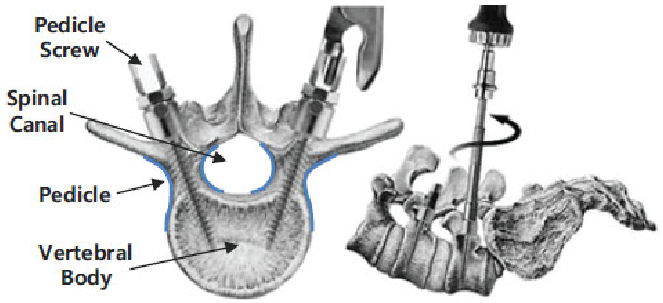 Pedicle
Screw
Spinal
Canal
Pedicle
Vertebral
Body